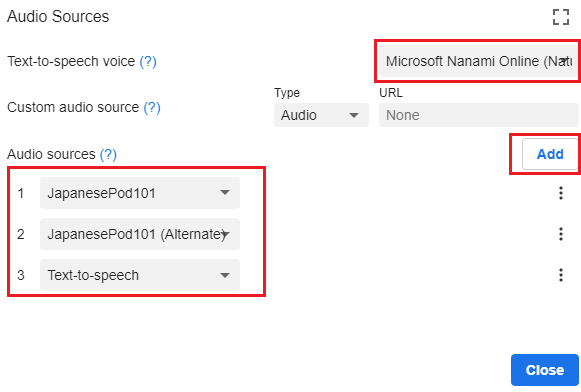 Audio Sources
Text-to-speech voice (?)
Microsoft Nanami Online (Natu
Custom audio source (?)
Type
URL
Audio
None
Audio sources (?)
Add
1 JapanesePod101
2 JapanesePod101 (Alternate)
3 Text-to-speech
Close